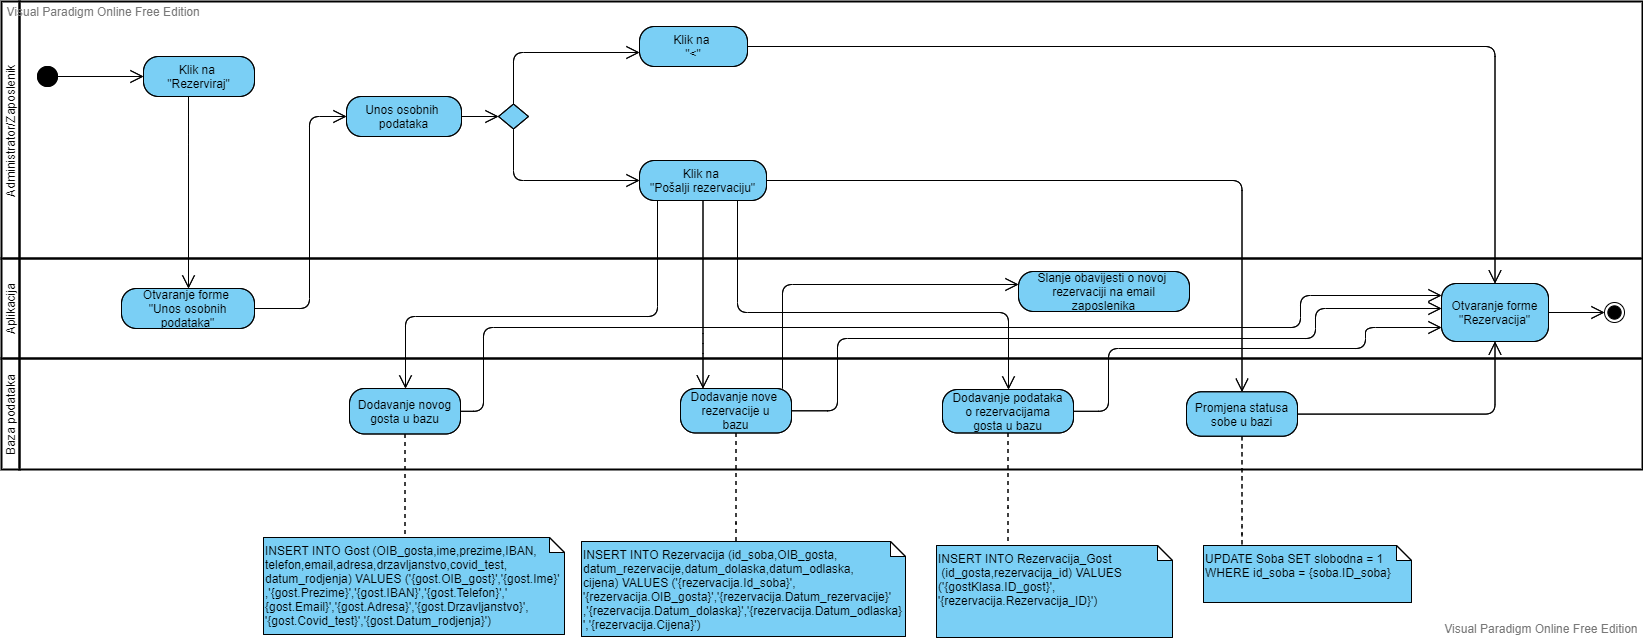 Visual Paradigm Online Free Edition
Administrator/Zaposlenik
Klik na
"Rezerviraj"
Unos osobnih
podataka
Klik na
"<"
Klik na
"Pošalji rezervaciju"
Aplikacija
Otvaranje forme
"Unos osobnih
podataka"
Slanje obavijesti o novoj
rezervaciji na email
zaposlenika
Otvaranje forme
"Rezervacija"
Baza podataka
Dodavanje novog
gosta u bazu
Dodavanje nove
rezervacije u
bazu
Dodavanje podataka
o rezervacijama
gosta u bazu
Promjena statusa
sobe u bazi
INSERT INTO Gost (OIB_gosta,ime,prezime,IBAN,
telefon,email,adresa,drzavljanstvo,covid_test,
datum_rodjenja) VALUES ('{gost.OIB_gost}','{gost.Ime}'
,'{gost.Prezime}','{gost.IBAN}','{gost.Telefon}','
{gost.Email}','{gost.Adresa}','{gost.Drzavljanstvo}',
'{gost.Covid_test}','{gost.Datum_rodjenja}')
INSERT INTO Rezervacija (id_soba,OIB_gosta,
datum_rezervacije,datum_dolaska,datum_odlaska,
cijena) VALUES ('{rezervacija.Id_soba}',
'{rezervacija.OIB_gosta}','{rezervacija.Datum_rezervacije}'
,'{rezervacija.Datum_dolaska}','{rezervacija.Datum_odlaska}
','{rezervacija.Cijena}')
INSERT INTO Rezervacija_Gost
(id_gosta,rezervacija_id) VALUES
('{gostKlasa.ID_gost}',
'{rezervacija.Rezervacija_ID}')
UPDATE Soba SET slobodna = 1
WHERE id_soba = {soba.ID_soba}
Visual Paradigm Online Free Edition